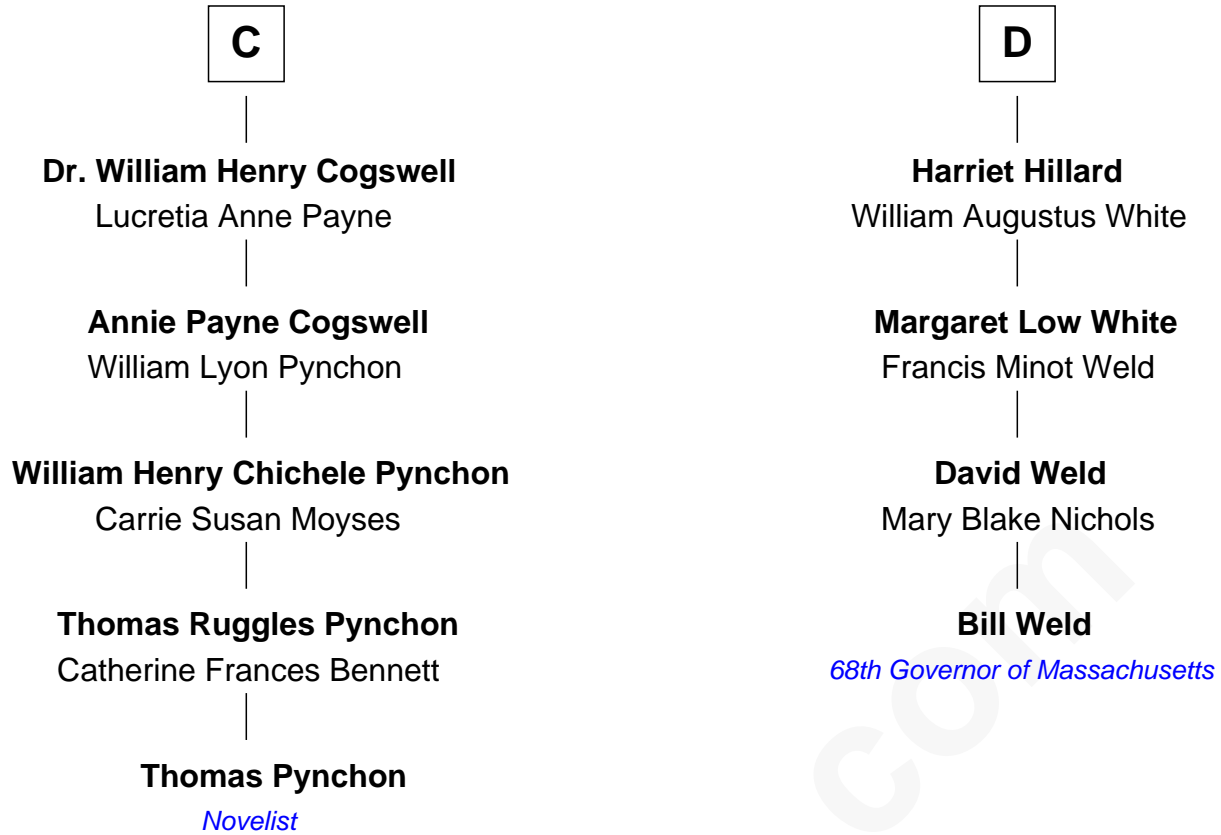 C
Dr. William Henry Cogswell
Lucretia Anne Payne
Annie Payne Cogswell
William Lyon Pynchon
William Henry Chichele Pynchon
Carrie Susan Moyses
Thomas Ruggles Pynchon
Catherine Frances Bennett
Thomas Pynchon
Novelist
D
Harriet Hillard
William Augustus White
Margaret Low White
Francis Minot Weld
David Weld
Mary Blake Nichols
Bill Weld
68th Governor of Massachusetts
com